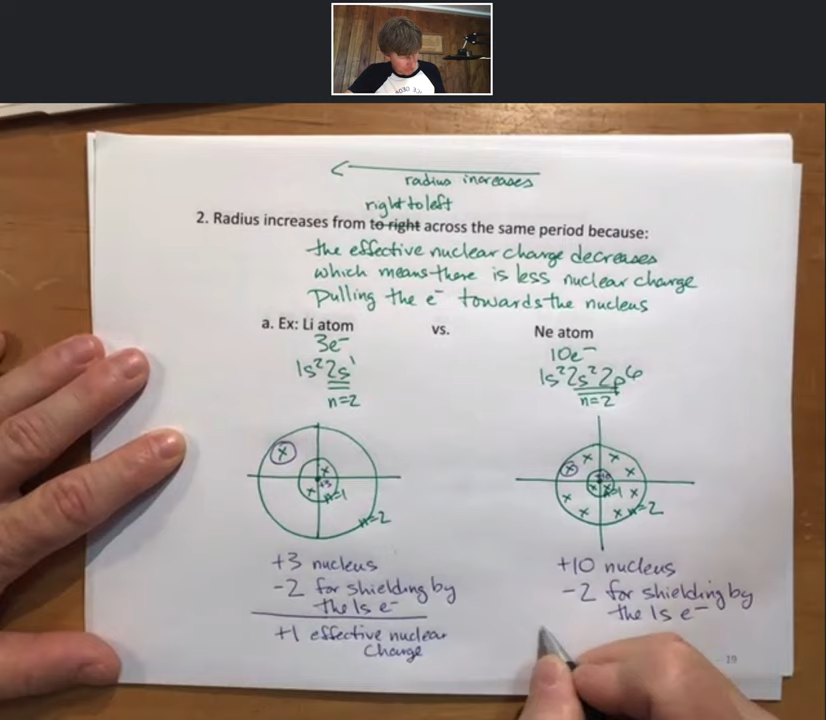 radius increases
right to left
2. Radius increases from to right across the same period because:
the effective nuclear charge decreases
which means there is less nuclear charge
pulling the e⁻ towards the nucleus
a. Ex: Li atom vs. Ne atom
3e⁻ 10e⁻
1s²2s¹ 1s²2s²2p⁶
n=2 n=2
x x x
x x x x
+3
x n=1 x x n=1 x
x x x
n=2 n=2
+3 nucleus +10 nucleus
-2 for shielding by -2 for shielding by
the 1s e⁻ the 1s e⁻
+1 effective nuclear
Charge
19